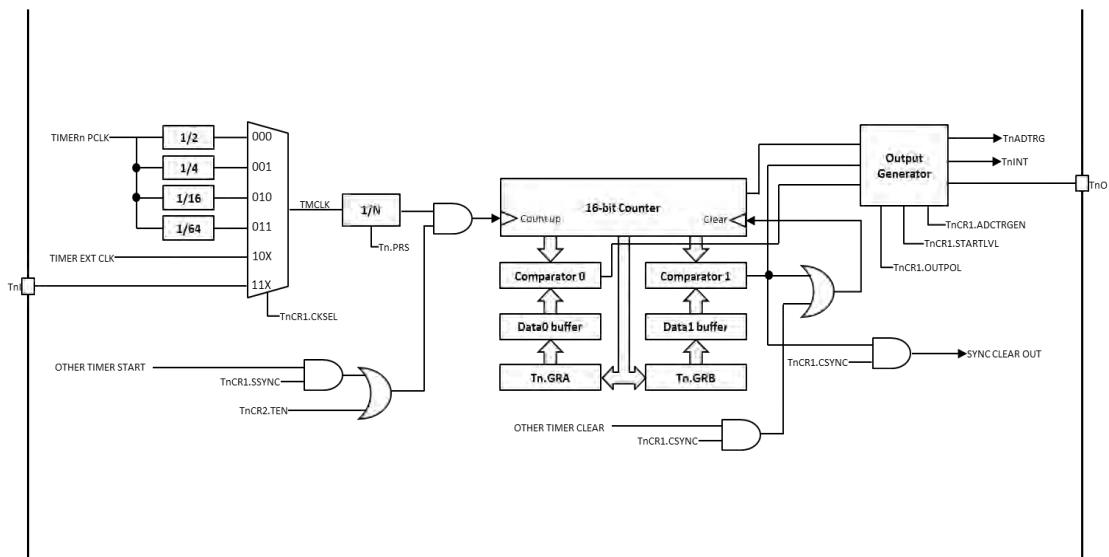 TIMERn PCLK
1/2
000
1/4
001
1/16
010
1/64
011
TIMER EXT CLK
10X
TnI
11X
TnCR1.CKSEL
TMCLK
1/N
Tn.PRS
OTHER TIMER START
TnCR1.SSYNC
TnCR2.TEN
16-bit Counter
Countup
Clear
Comparator 0
Comparator 1
Data0 buffer
Data1 buffer
Tn.GRA
Tn.GRB
OTHER TIMER CLEAR
TnCR1.CSYNC
Output
Generator
TnADTRG
TnINT
TnO
TnCR1.ADCTRGEN
TnCR1.STARTLVL
TnCR1.OUTPOL
TnCR1.CSYNC
SYNC CLEAR OUT